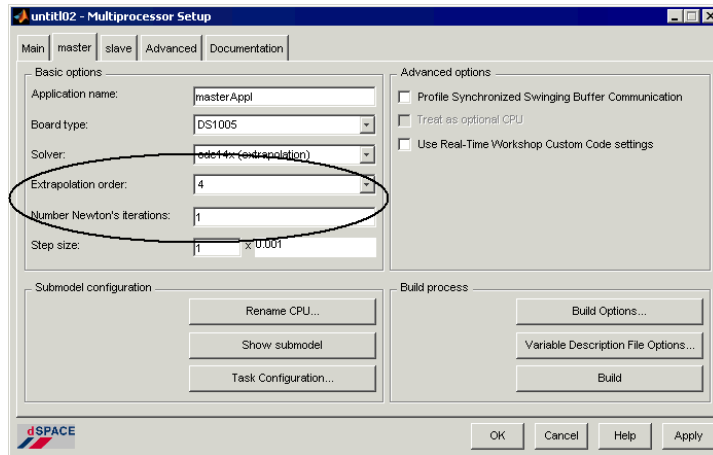 untitl02 - Multiprocessor Setup
Main master slave Advanced Documentation
Basic options
Application name: masterAppl
Board type: DS1005
Solver: ode14x (extrapolation)
Extrapolation order: 4
Number Newton's iterations: 1
Step size: 1 x 0.001
Advanced options
Profile Synchronized Swinging Buffer Communication
Treat as optional CPU
Use Real-Time Workshop Custom Code settings
Submodel configuration
Rename CPU...
Show submodel
Task Configuration...
Build process
Build Options...
Variable Description File Options...
Build
dSPACE
OK Cancel Help Apply